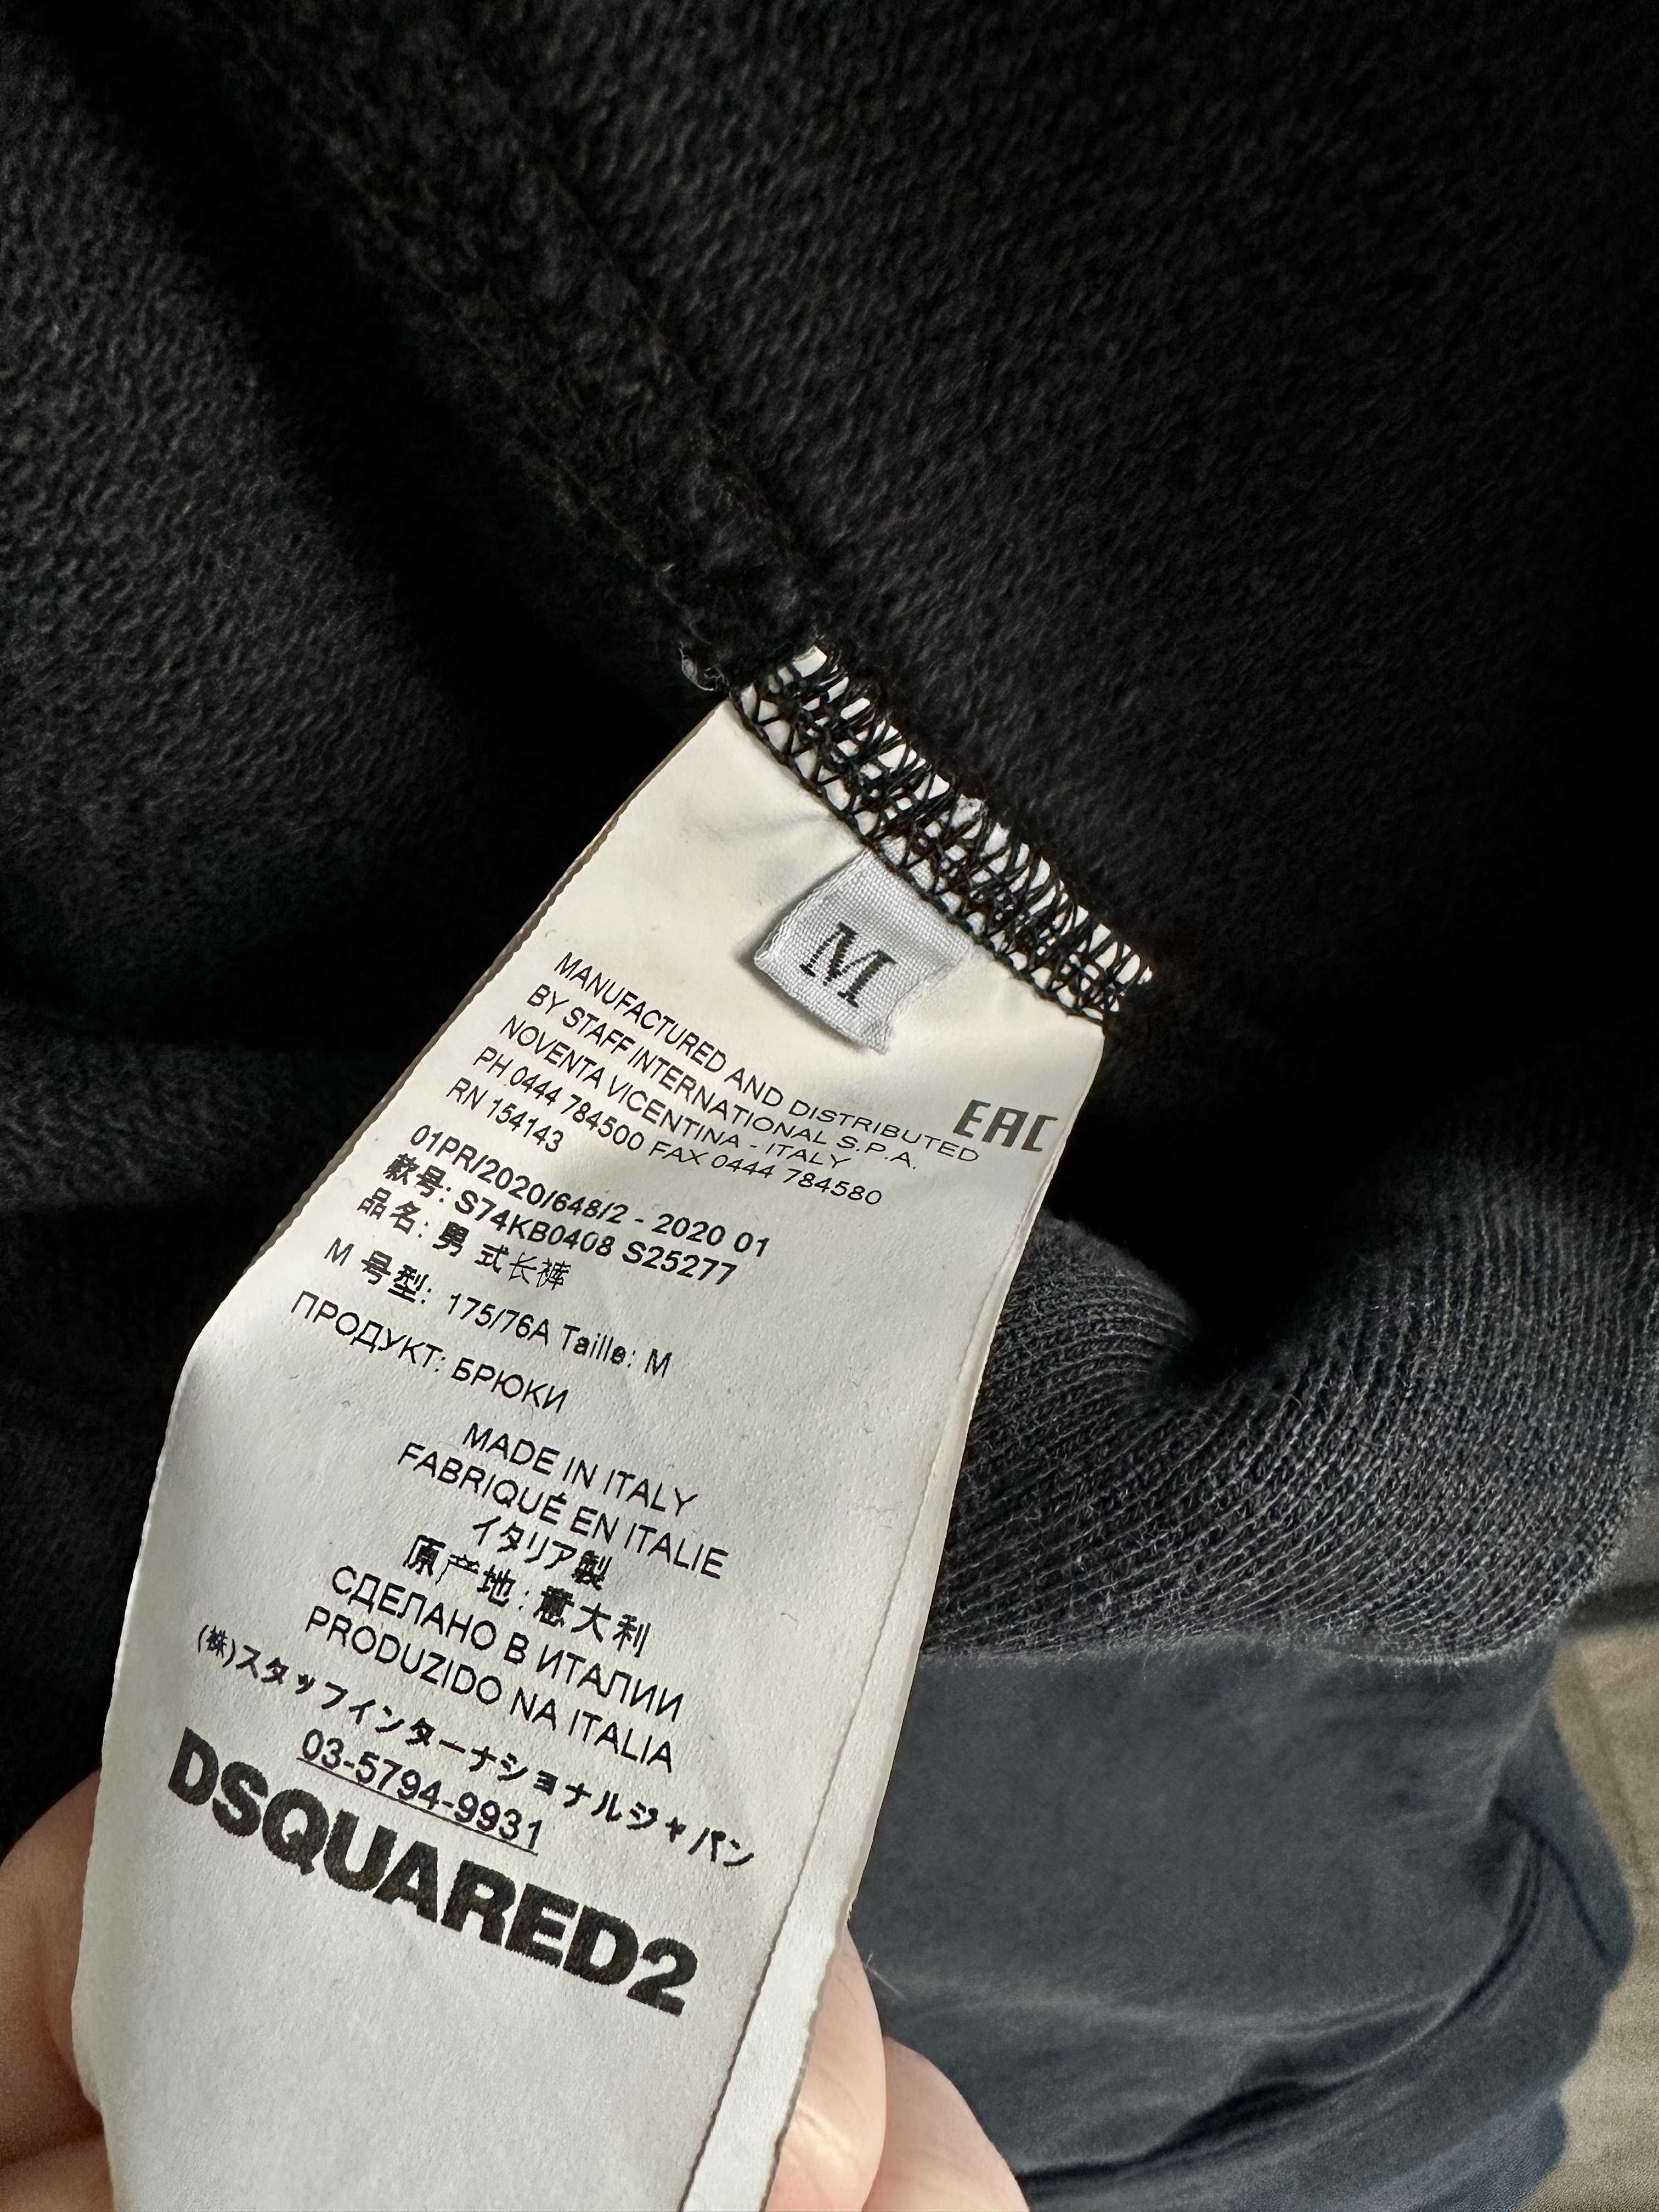 M
MANUFACTURED AND DISTRIBUTED
BY STAFF INTERNATIONAL S.P.A.
NOVENTA VICENTINA - ITALY
PH 0444 784500 FAX 0444 784580
RN 154143
EAC
01PR/2020/648/2 - 2020 01
款号: S74KB0408 S25277
品名: 男 式长裤
M 号型: 175/76A Taille: M
ПРОДУКТ: БРЮКИ
MADE IN ITALY
FABRIQUÉ EN ITALIE
イタリア製
原产地: 意大利
СДЕЛАНО В ИТАЛИИ
PRODUZIDO NA ITALIA
(株)スタッフインターナショナルジャパン
03-5794-9931
DSQUARED2